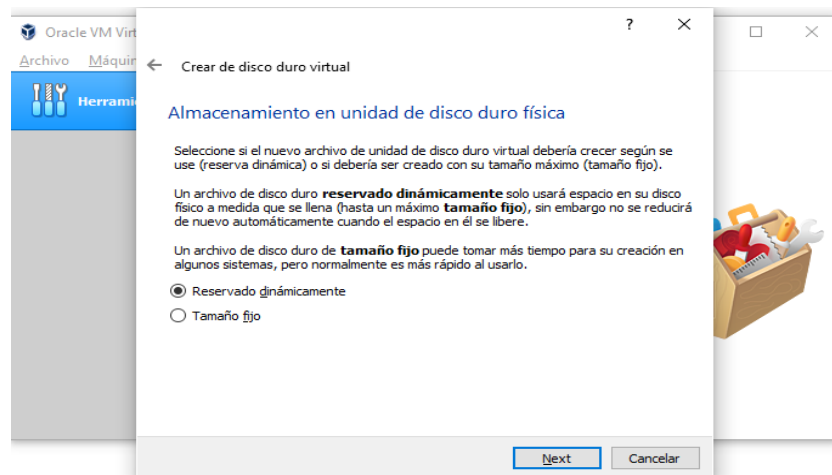 Oracle VM Virt
Archivo Máquin
Herrami
? 
Crear de disco duro virtual
Almacenamiento en unidad de disco duro física
Seleccione si el nuevo archivo de unidad de disco duro virtual debería crecer según se
use (reserva dinámica) o si debería ser creado con su tamaño máximo (tamaño fijo).
Un archivo de disco duro reservado dinámicamente solo usará espacio en su disco
físico a medida que se llena (hasta un máximo tamaño fijo), sin embargo no se reducirá
de nuevo automáticamente cuando el espacio en él se libere.
Un archivo de disco duro de tamaño fijo puede tomar más tiempo para su creación en
algunos sistemas, pero normalmente es más rápido al usarlo.
Reservado dinámicamente
Tamaño fijo
Next Cancelar